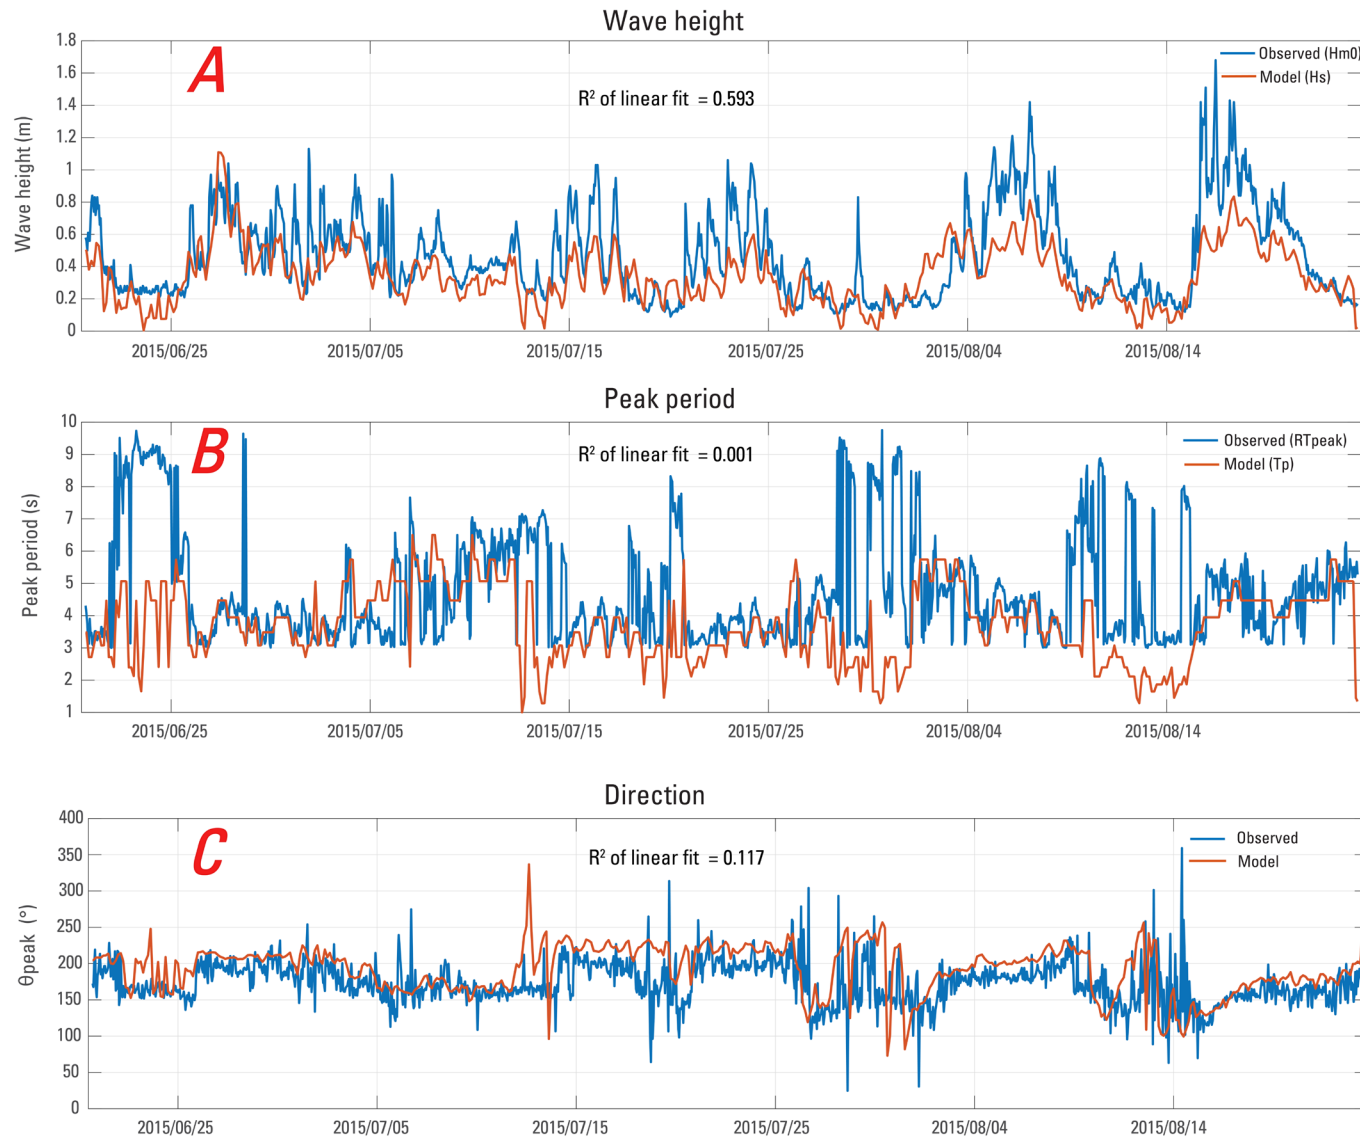 Wave height
A
Observed (Hm0)
Model (Hs)
R² of linear fit = 0.593
Wave height (m)
1.8
1.6
1.4
1.2
1
0.8
0.6
0.4
0.2
0
2015/06/25 2015/07/05 2015/07/15 2015/07/25 2015/08/04 2015/08/14
Peak period
B
Observed (RTpeak)
Model (Tp)
R² of linear fit = 0.001
Peak period (s)
10
9
8
7
6
5
4
3
2
1
2015/06/25 2015/07/05 2015/07/15 2015/07/25 2015/08/04 2015/08/14
Direction
C
Observed
Model
R² of linear fit = 0.117
θpeak (°)
400
350
300
250
200
150
100
50
0
2015/06/25 2015/07/05 2015/07/15 2015/07/25 2015/08/04 2015/08/14